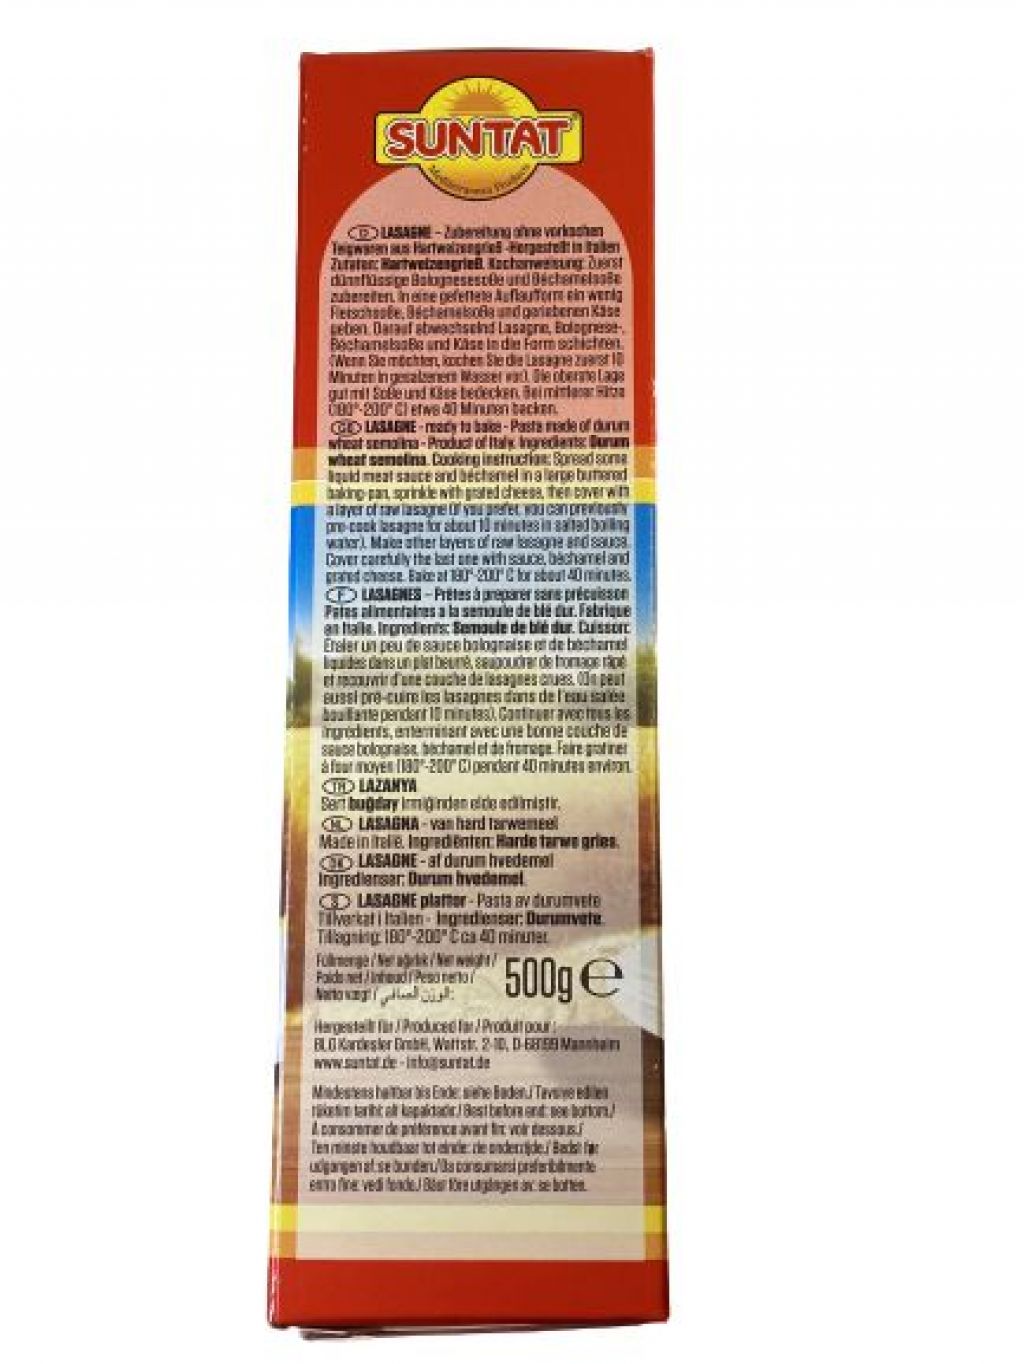 SUNTAT
Mediterranean Products
D LASAGNE - Zubereitung ohne vorkochen
Teigwaren aus Hartweizengrieß -Hergestellt in Italien
Zutaten: Hartweizengrieß. Kochanweisung: Zuerst
dünnflüssige Bolognesesoße und Béchamelsoße
zubereiten. In eine gefettete Auflaufform ein wenig
Fleischsoße, Béchamelsoße und geriebenen Käse
geben. Darauf abwechselnd Lasagne, Bolognese-,
Béchamelsoße und Käse in die Form schichten.
(Wenn Sie möchten, kochen Sie die Lasagne zuerst 10
Minuten in gesalzenem Wasser vor). Die oberste Lage
gut mit Soße und Käse bedecken. Bei mittlerer Hitze
(180°-200° C) etwa 40 Minuten backen.
GB LASAGNE - ready to bake - Pasta made of durum
wheat semolina - Product of Italy. Ingredients: Durum
wheat semolina. Cooking instruction: Spread some
liquid meat sauce and béchamel in a large buttered
baking-pan, sprinkle with grated cheese, then cover with
a layer of raw lasagne (If you prefer, you can previously
pre-cook lasagne for about 10 minutes in salted boiling
water). Make other layers of raw lasagne and sauce.
Cover carefully the last one with sauce, béchamel and
grated cheese. Bake at 180°-200° C for about 40 minutes.
F LASAGNES - Prêtes à preparer sans précuisson
Pates alimentaires a la semoule de blé dur. Fabrique
en Italie. Ingredients: Semoule de blé dur. Cuisson:
Etaler un peu de sauce bolognaise et de béchamel
liquides dans un plat beurré, saupoudrer de fromage râpé
et recouvrir d'une couche de lasagnes crues. (On peut
aussi pré-cuire les lasagnes dans de l'eau salée
bouillante pendant 10 minutes). Continuer avec tous les
ingrédients, enterminant avec une bonne couche de
sauce bolognaise, béchamel et de fromage. Faire gratiner
à four moyen (180°-200° C) pendant 40 minutes environ.
TR LAZANYA
Sert buğday irmiğinden elde edilmiştir.
NL LASAGNA - van hard tarwemeel
Made in Italië. Ingrediënten: Harde tarwe gries.
DK LASAGNE - af durum hvedemel
Ingredienser: Durum hvedemel.
S LASAGNE plattor - Pasta av durumvete
Tillverkat i Italien - Ingredienser: Durumvete.
Tillagning: 180°-200° C ca 40 minuter.
Füllmenge / Net ağırlık / Net weight /
Poids net / Inhoud / Peso netto /
Netto vægt / الوزن الصافي:
500g e
Hergestellt für / Produced for / Produit pour :
BLG Kardesler GmbH, Wattstr. 2-10, D-68199 Mannheim
www.suntat.de - info@suntat.de
Mindestens haltbar bis Ende: siehe Boden./ Tavsiye edilen
tüketim tarihi: alt kapaktadır./ Best before end: see bottom./
A consommer de préférence avant fin: voir dessous./
Ten minste houdbaar tot einde: zie onderzijde./ Bedst før
udgangen af: se bunden./Da consumarsi preferibilmente
entro fine: vedi fondo./ Bäst före utgången av: se botten.